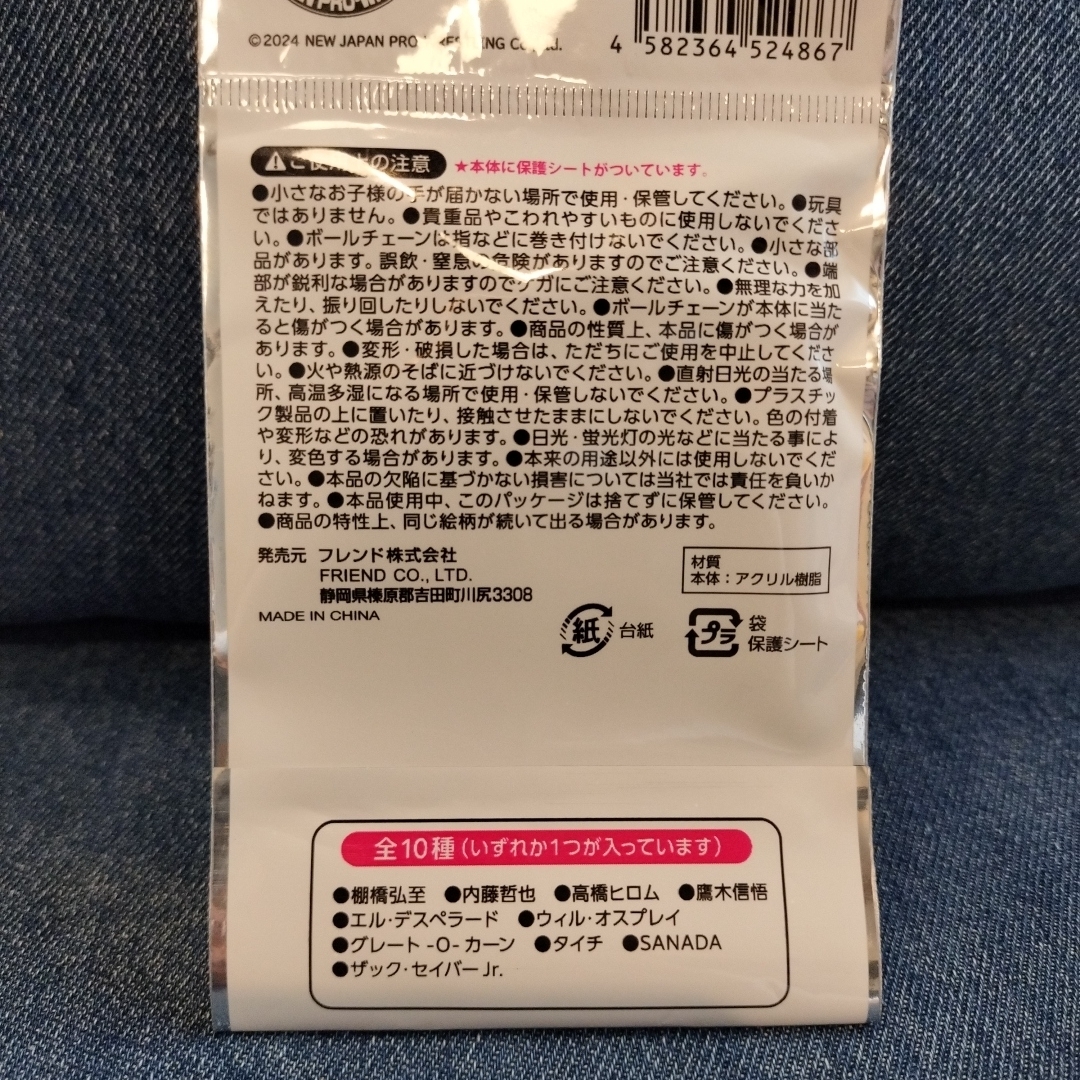 PRO-W
©2024 NEW JAPAN PRO-WRESTLING Co.,Ltd.
4 582364 524867
ご使用上の注意 ★本体に保護シートがついています。
●小さなお子様の手が届かない場所で使用・保管してください。●玩具
ではありません。●貴重品やこわれやすいものに使用しないでくださ
い。●ボールチェーンは指などに巻き付けないでください。●小さな部
品があります。誤飲・窒息の危険がありますのでご注意ください。●端
部が鋭利な場合がありますのでケガにご注意ください。●無理な力を加
えたり、振り回したりしないでください。●ボールチェーンが本体に当た
ると傷がつく場合があります。●商品の性質上、本品に傷がつく場合が
あります。●変形・破損した場合は、ただちにご使用を中止してくださ
い。●火や熱源のそばに近づけないでください。●直射日光の当たる場
所、高温多湿になる場所で使用・保管しないでください。●プラスチッ
ク製品の上に置いたり、接触させたままにしないでください。色の付着
や変形などの恐れがあります。●日光・蛍光灯の光などに当たる事によ
り、変色する場合があります。●本来の用途以外には使用しないでくだ
さい。●本品の欠陥に基づかない損害については当社では責任を負いか
ねます。●本品使用中、このパッケージは捨てずに保管してください。
●商品の特性上、同じ絵柄が続いて出る場合があります。
発売元 フレンド株式会社
FRIEND CO., LTD.
静岡県榛原郡吉田町川尻3308
MADE IN CHINA
材質
本体：アクリル樹脂
紙 台紙
プラ 袋
保護シート
全10種（いずれか1つが入っています）
●棚橋弘至 ●内藤哲也 ●高橋ヒロム ●鷹木信悟
●エル・デスペラード ●ウィル・オスプレイ
●グレート-O-カーン ●タイチ ●SANADA
●ザック・セイバーJr.